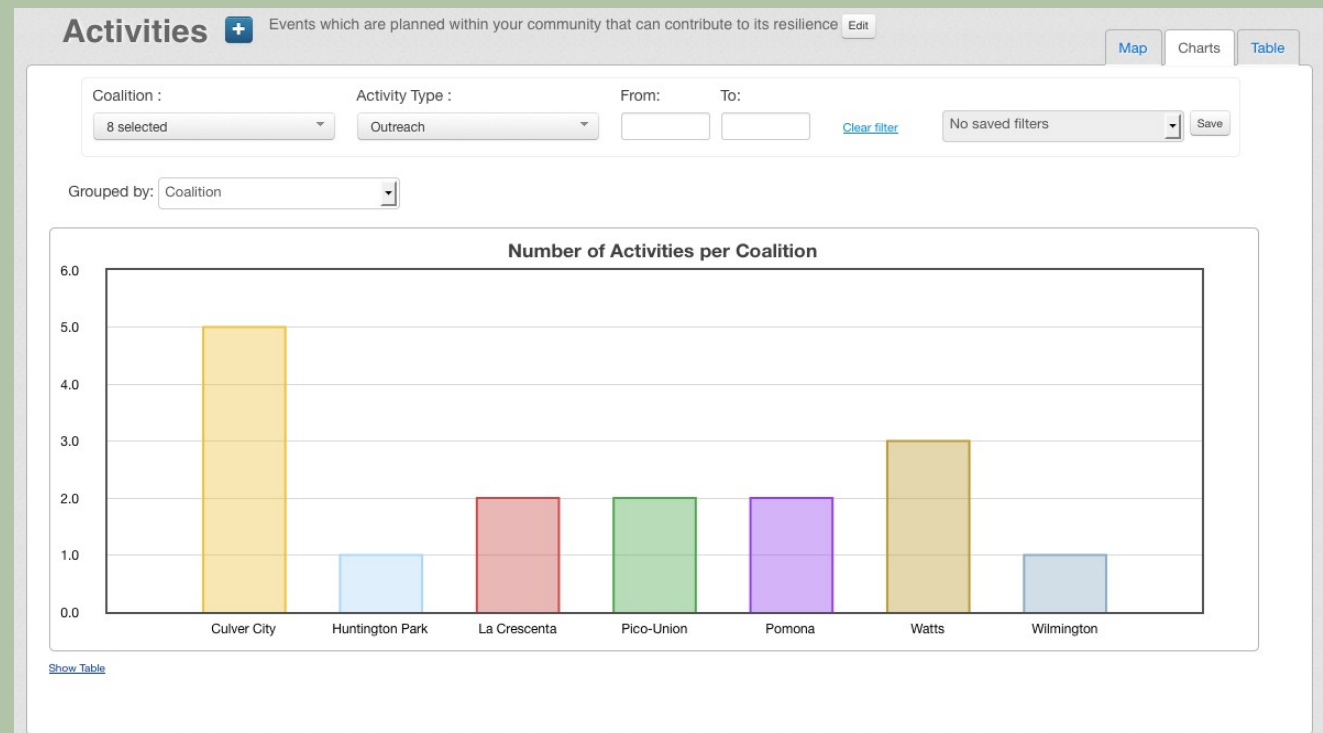 Activities + Events which are planned within your community that can contribute to its resilience Edit
Map Charts Table
Coalition : Activity Type : From: To:
8 selected Outreach Clear filter No saved filters Save
Grouped by: Coalition
Number of Activities per Coalition
6.0
5.0
4.0
3.0
2.0
1.0
0.0
Culver City Huntington Park La Crescenta Pico-Union Pomona Watts Wilmington
Show Table